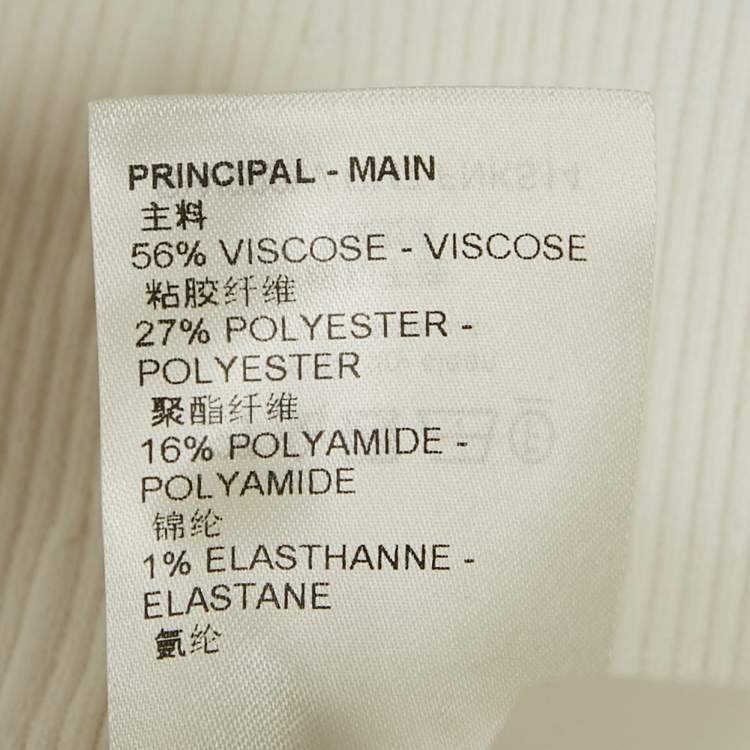 PRINCIPAL - MAIN
主料
56% VISCOSE - VISCOSE
粘胶纤维
27% POLYESTER -
POLYESTER
聚酯纤维
16% POLYAMIDE -
POLYAMIDE
锦纶
1% ELASTHANNE -
ELASTANE
氨纶